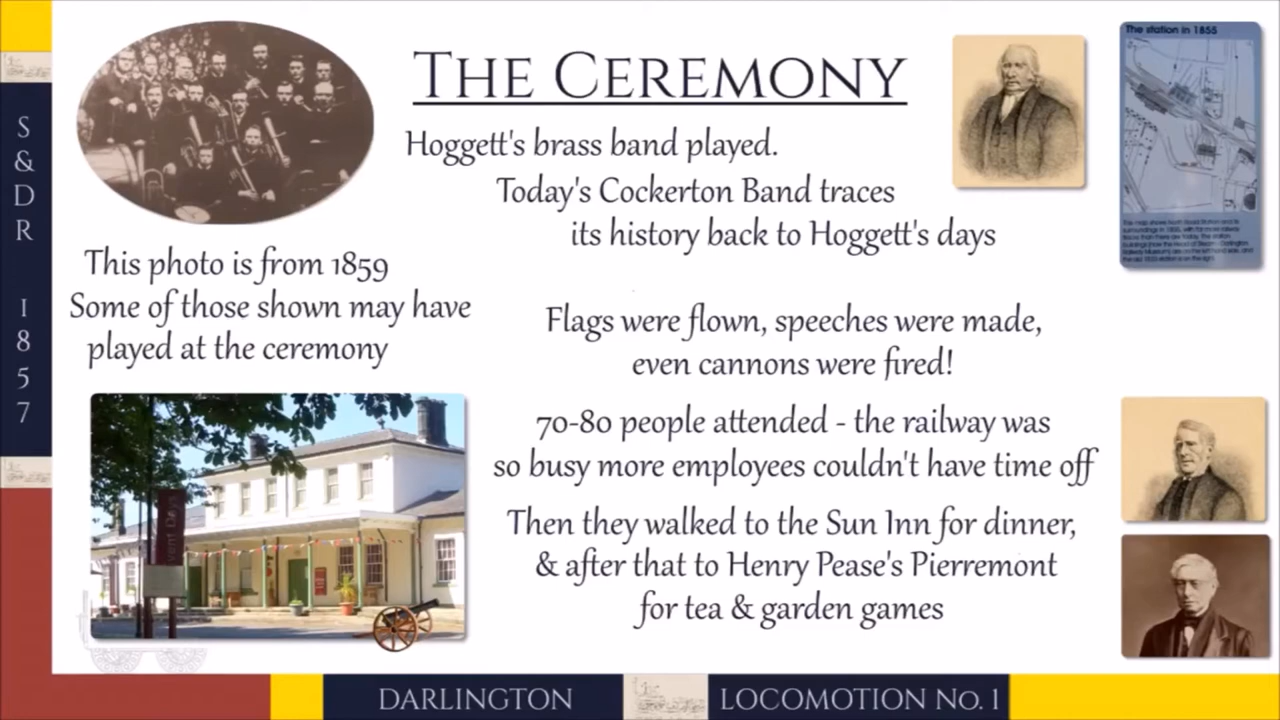 THE CEREMONY
Hoggett's brass band played.
Today's Cockerton Band traces
its history back to Hoggett's days
This photo is from 1859
Some of those shown may have
played at the ceremony
Flags were flown, speeches were made,
even cannons were fired!
70-80 people attended - the railway was
so busy more employees couldn't have time off
Then they walked to the Sun Inn for dinner,
& after that to Henry Pease's Pierremont
for tea & garden games
The station in 1855
S&DR 1857
DARLINGTON
LOCOMOTION No. 1